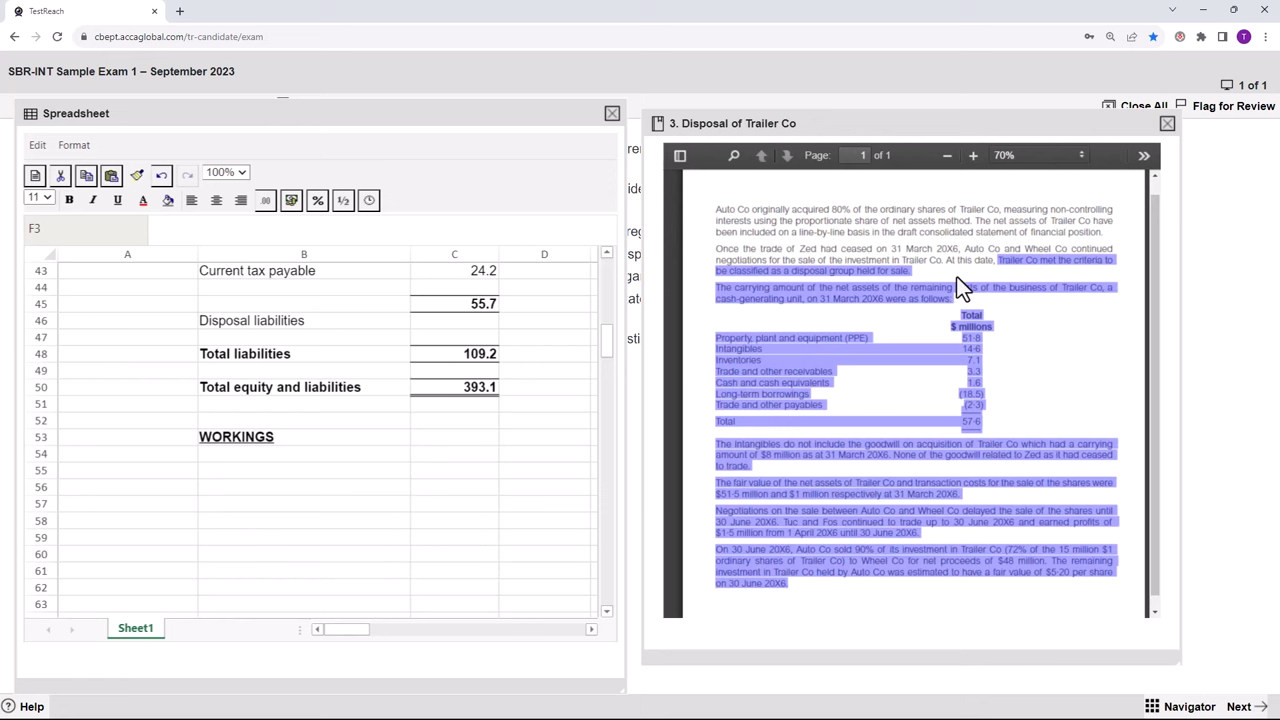 TestReach
cbept.accaglobal.com/tr-candidate/exam
T
SBR-INT Sample Exam 1 – September 2023
1 of 1
Close All
Flag for Review
Spreadsheet
Edit Format
100%
11
B I U A .00 % 1/2
F3
A B C D
43 Current tax payable 24.2
44
45 55.7
46 Disposal liabilities
47
48 Total liabilities 109.2
49
50 Total equity and liabilities 393.1
51
52
53 WORKINGS
54
55
56
57
58
59
60
61
62
63
Sheet1
3. Disposal of Trailer Co
Page: 1 of 1 70%
Auto Co originally acquired 80% of the ordinary shares of Trailer Co, measuring non-controlling
interests using the proportionate share of net assets method. The net assets of Trailer Co have
been included on a line-by-line basis in the draft consolidated statement of financial position.
Once the trade of Zed had ceased on 31 March 20X6, Auto Co and Wheel Co continued
negotiations for the sale of the investment in Trailer Co. At this date, Trailer Co met the criteria to
be classified as a disposal group held for sale.
The carrying amount of the net assets of the remaining of the business of Trailer Co, a
cash-generating unit, on 31 March 20X6 were as follows.
Total
$ millions
Property, plant and equipment (PPE) 51·8
Intangibles 14·6
Inventories 7.1
Trade and other receivables 3.3
Cash and cash equivalents 1.6
Long-term borrowings (18.5)
Trade and other payables (2·3)
Total 57·6
The intangibles do not include the goodwill on acquisition of Trailer Co which had a carrying
amount of $8 million as at 31 March 20X6. None of the goodwill related to Zed as it had ceased
to trade.
The fair value of the net assets of Trailer Co and transaction costs for the sale of the shares were
$51·5 million and $1 million respectively at 31 March 20X6.
Negotiations on the sale between Auto Co and Wheel Co delayed the sale of the shares until
30 June 20X6. Tuc and Fos continued to trade up to 30 June 20X6 and earned profits of
$1·5 million from 1 April 20X6 until 30 June 20X6.
On 30 June 20X6, Auto Co sold 90% of its investment in Trailer Co (72% of the 15 million $1
ordinary shares of Trailer Co) to Wheel Co for net proceeds of $48 million. The remaining
investment in Trailer Co held by Auto Co was estimated to have a fair value of $5·20 per share
on 30 June 20X6.
Help
Navigator
Next